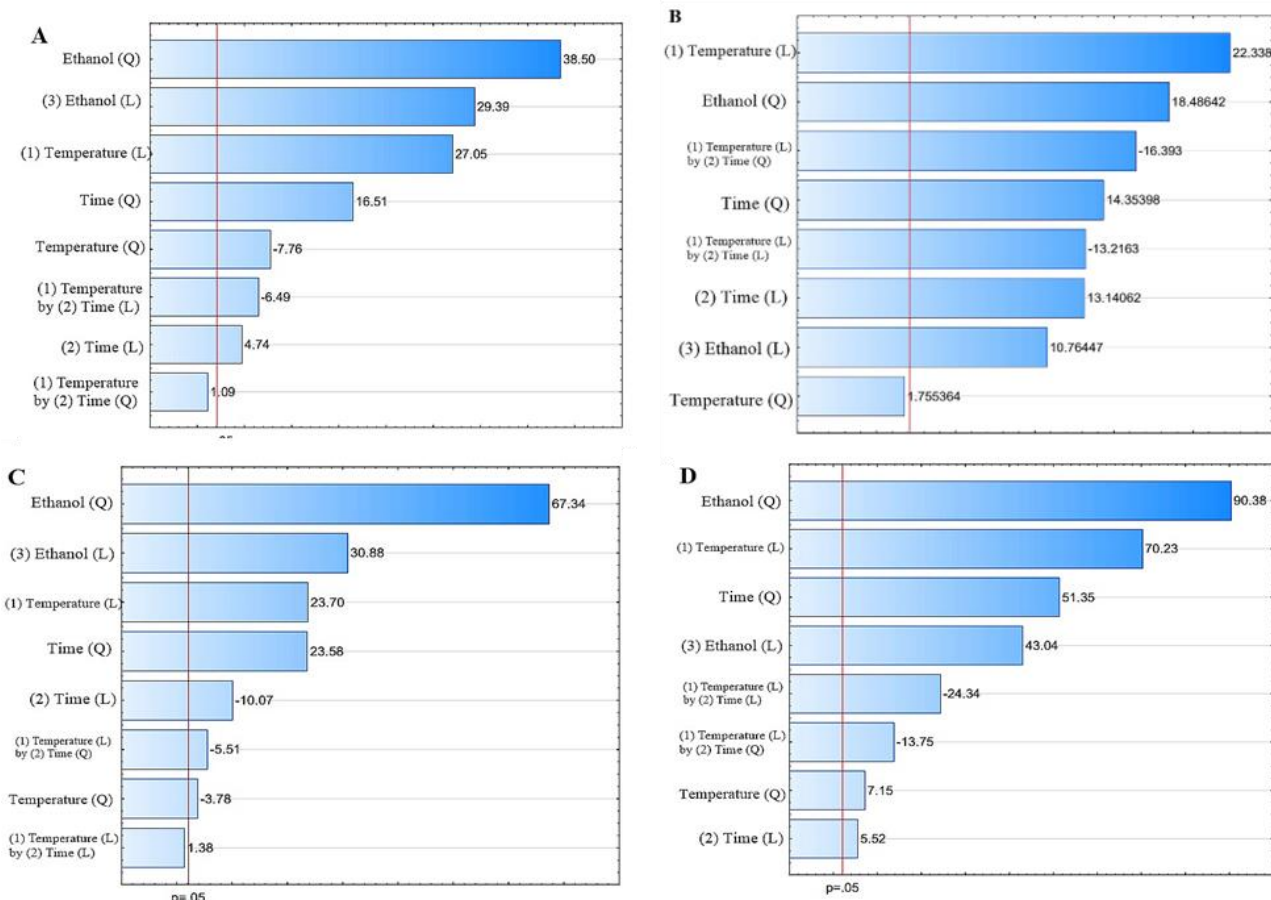 A
Ethanol (Q)
38.50
(3) Ethanol (L)
29.39
(1) Temperature (L)
27.05
Time (Q)
16.51
Temperature (Q)
-7.76
(1) Temperature
by (2) Time (L)
-6.49
(2) Time (L)
4.74
(1) Temperature
by (2) Time (Q)
1.09
B
(1) Temperature (L)
22.338
Ethanol (Q)
18.48642
(1) Temperature (L)
by (2) Time (Q)
-16.393
Time (Q)
14.35398
(1) Temperature (L)
by (2) Time (L)
-13.2163
(2) Time (L)
13.14062
(3) Ethanol (L)
10.76447
Temperature (Q)
1.755364
C
Ethanol (Q)
67.34
(3) Ethanol (L)
30.88
(1) Temperature (L)
23.70
Time (Q)
23.58
(2) Time (L)
-10.07
(1) Temperature (L)
by (2) Time (Q)
-5.51
Temperature (Q)
-3.78
(1) Temperature (L)
by (2) Time (L)
1.38
p=.05
D
Ethanol (Q)
90.38
(1) Temperature (L)
70.23
Time (Q)
51.35
(3) Ethanol (L)
43.04
(1) Temperature (L)
by (2) Time (L)
-24.34
(1) Temperature (L)
by (2) Time (Q)
-13.75
Temperature (Q)
7.15
(2) Time (L)
5.52
p=.05